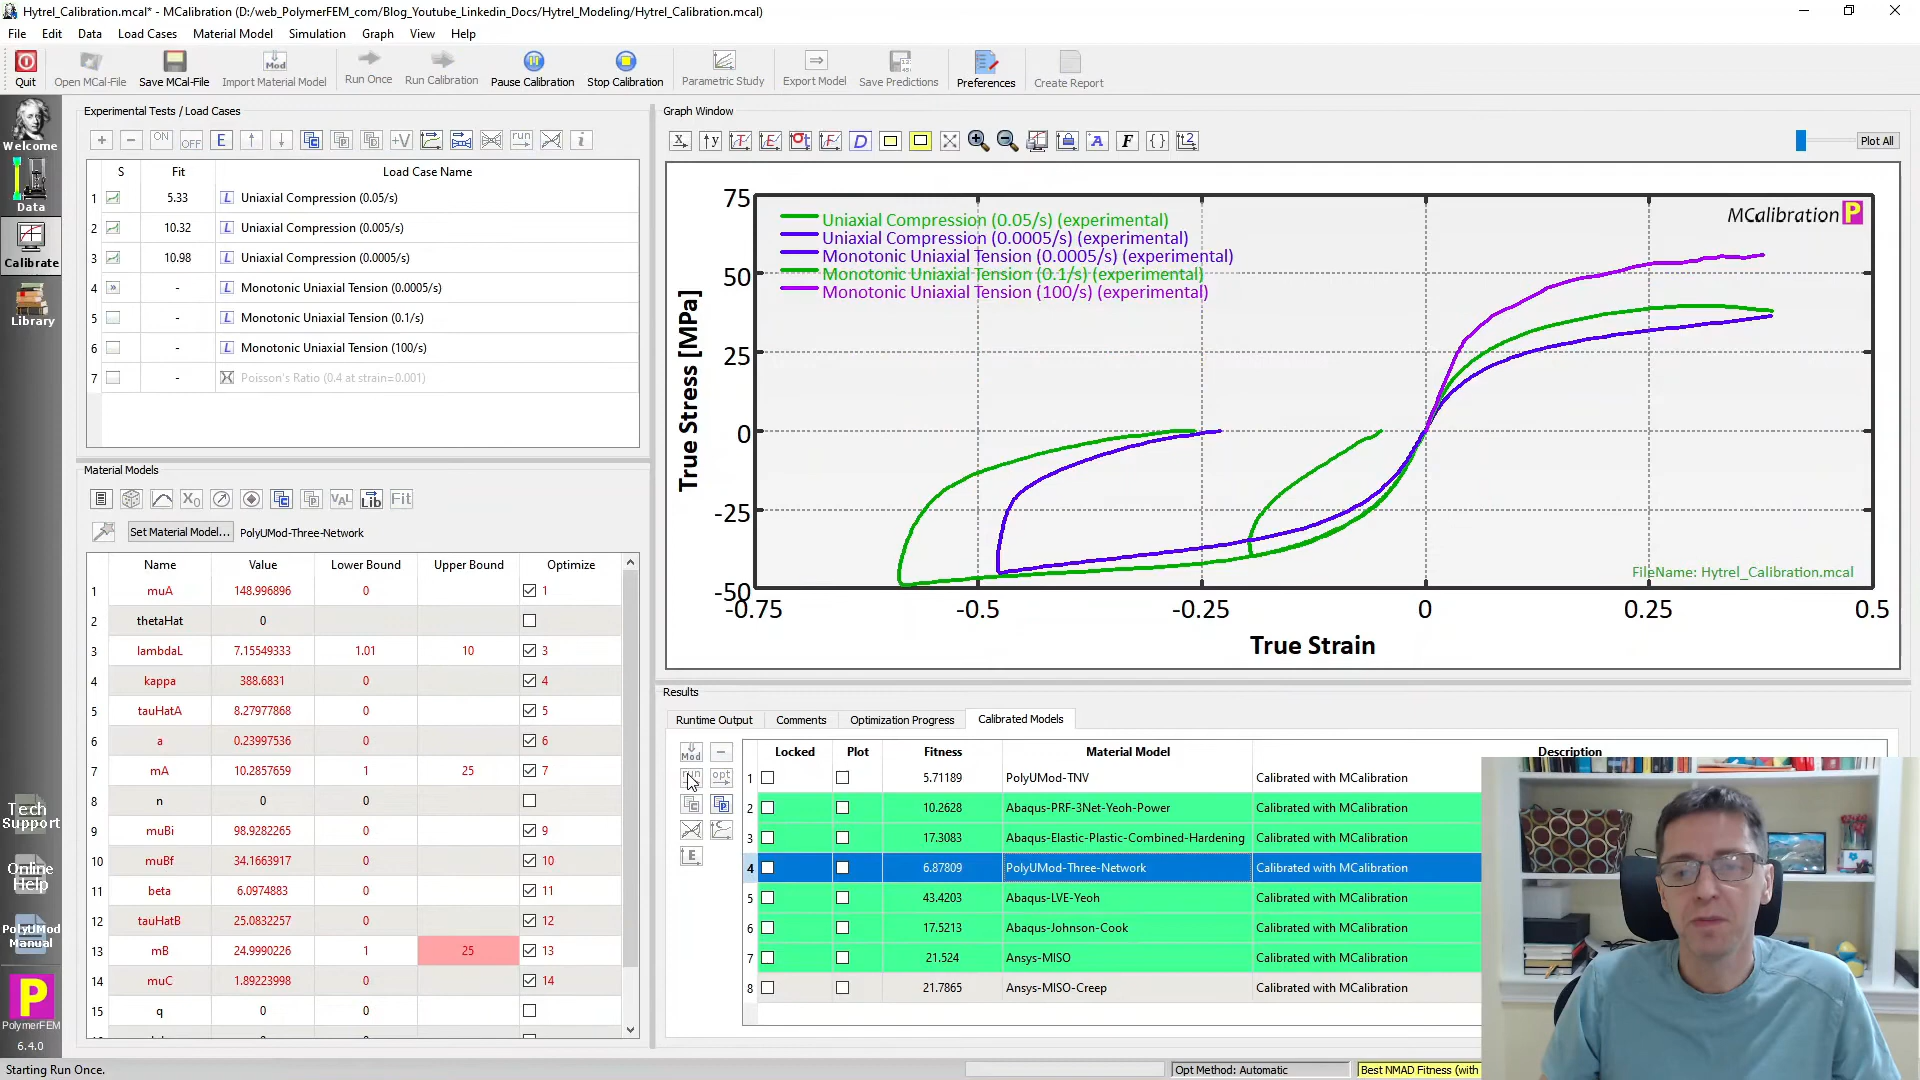 Hytrel_Calibration.mcal* - MCalibration (D:/web_PolymerFEM_com/Blog_Youtube_Linkedin_Docs/Hytrel_Modeling/Hytrel_Calibration.mcal)
File Edit Data Load Cases Material Model Simulation Graph View Help
Quit Open MCal-File Save MCal-File Import Material Model Run Once Run Calibration Pause Calibration Stop Calibration Parametric Study Export Model Save Predictions Preferences Create Report
Welcome
Data
Calibrate
Library
Tech Support
Online Help
PolyUMod Manual
P
PolymerFEM
6.4.0
Experimental Tests / Load Cases
ON OFF E +V run i
S Fit Load Case Name
1 5.33 L Uniaxial Compression (0.05/s)
2 10.32 L Uniaxial Compression (0.005/s)
3 10.98 L Uniaxial Compression (0.0005/s)
4 » - L Monotonic Uniaxial Tension (0.0005/s)
5 - L Monotonic Uniaxial Tension (0.1/s)
6 - L Monotonic Uniaxial Tension (100/s)
7 - Poisson's Ratio (0.4 at strain=0.001)
Material Models
X0 C P VAL Lib Fit
Set Material Model... PolyUMod-Three-Network
Name Value Lower Bound Upper Bound Optimize
1 muA 148.996896 0 1
2 thetaHat 0
3 lambdaL 7.15549333 1.01 10 3
4 kappa 388.6831 0 4
5 tauHatA 8.27977868 0 5
6 a 0.23997536 0 6
7 mA 10.2857659 1 25 7
8 n 0 0
9 muBi 98.9282265 0 9
10 muBf 34.1663917 0 10
11 beta 6.0974883 0 11
12 tauHatB 25.0832257 0 12
13 mB 24.9990226 1 25 13
14 muC 1.89223998 0 14
15 q 0 0
Graph Window
Plot All
75
50
25
0
-25
-50
-0.75 -0.5 -0.25 0 0.25 0.5
True Stress [MPa]
True Strain
Uniaxial Compression (0.05/s) (experimental)
Uniaxial Compression (0.0005/s) (experimental)
Monotonic Uniaxial Tension (0.0005/s) (experimental)
Monotonic Uniaxial Tension (0.1/s) (experimental)
Monotonic Uniaxial Tension (100/s) (experimental)
MCalibration P
FileName: Hytrel_Calibration.mcal
Results
Runtime Output Comments Optimization Progress Calibrated Models
Mod run opt C P E
Locked Plot Fitness Material Model Description
1 5.71189 PolyUMod-TNV Calibrated with MCalibration
2 10.2628 Abaqus-PRF-3Net-Yeoh-Power Calibrated with MCalibration
3 17.3083 Abaqus-Elastic-Plastic-Combined-Hardening Calibrated with MCalibration
4 6.87809 PolyUMod-Three-Network Calibrated with MCalibration
5 43.4203 Abaqus-LVE-Yeoh Calibrated with MCalibration
6 17.5213 Abaqus-Johnson-Cook Calibrated with MCalibration
7 21.524 Ansys-MISO Calibrated with MCalibration
8 21.7865 Ansys-MISO-Creep Calibrated with MCalibration
Starting Run Once.
Opt Method: Automatic
Best NMAD Fitness (with